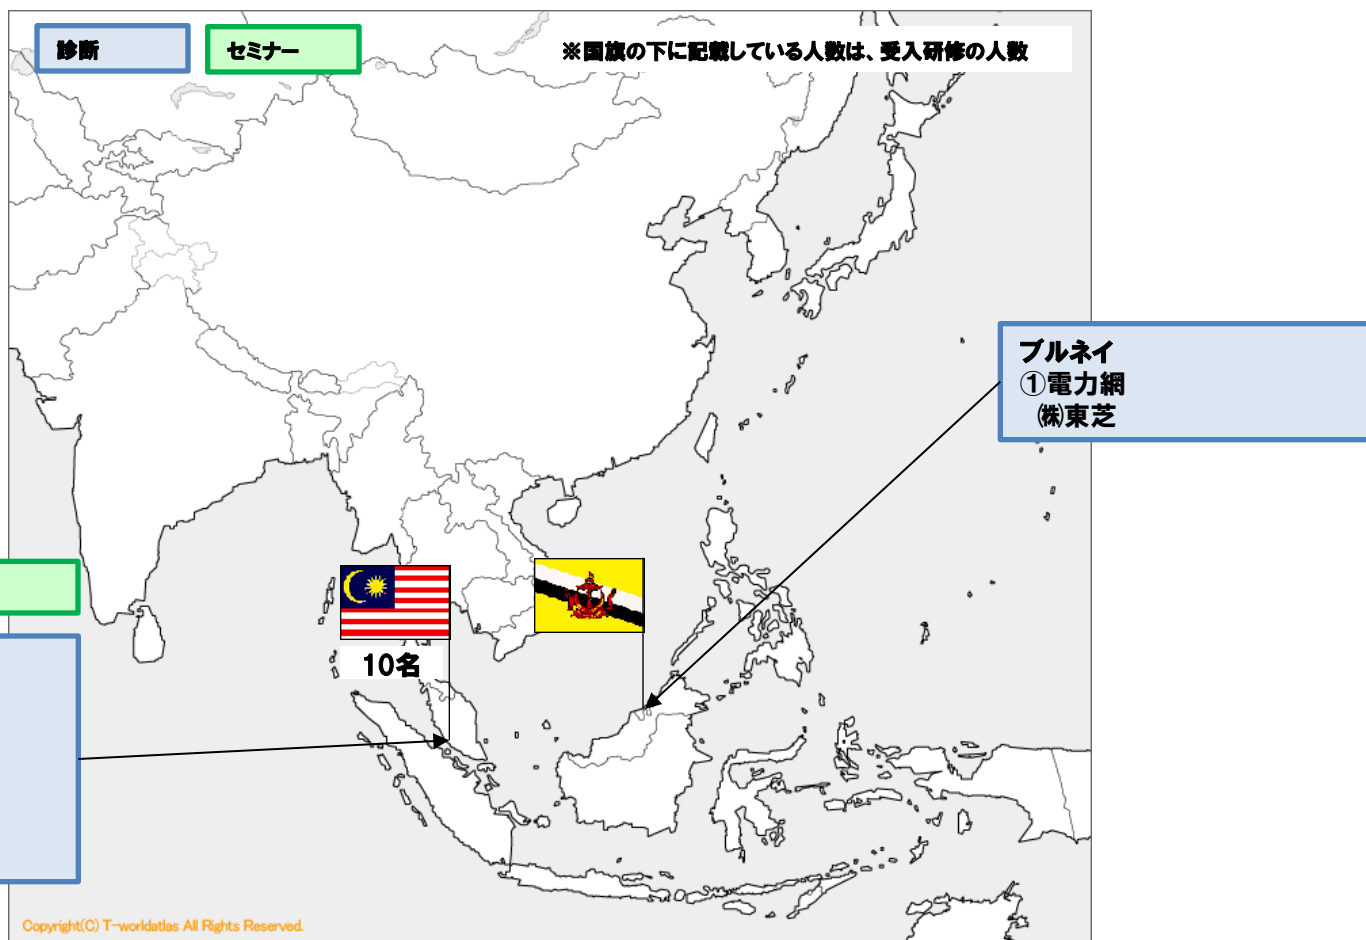 診断
セミナー
※国旗の下に記載している人数は、受入研修の人数
ブルネイ
①電力網
㈱東芝
10名
Copyright(C) T-worldatlas All Rights Reserved.